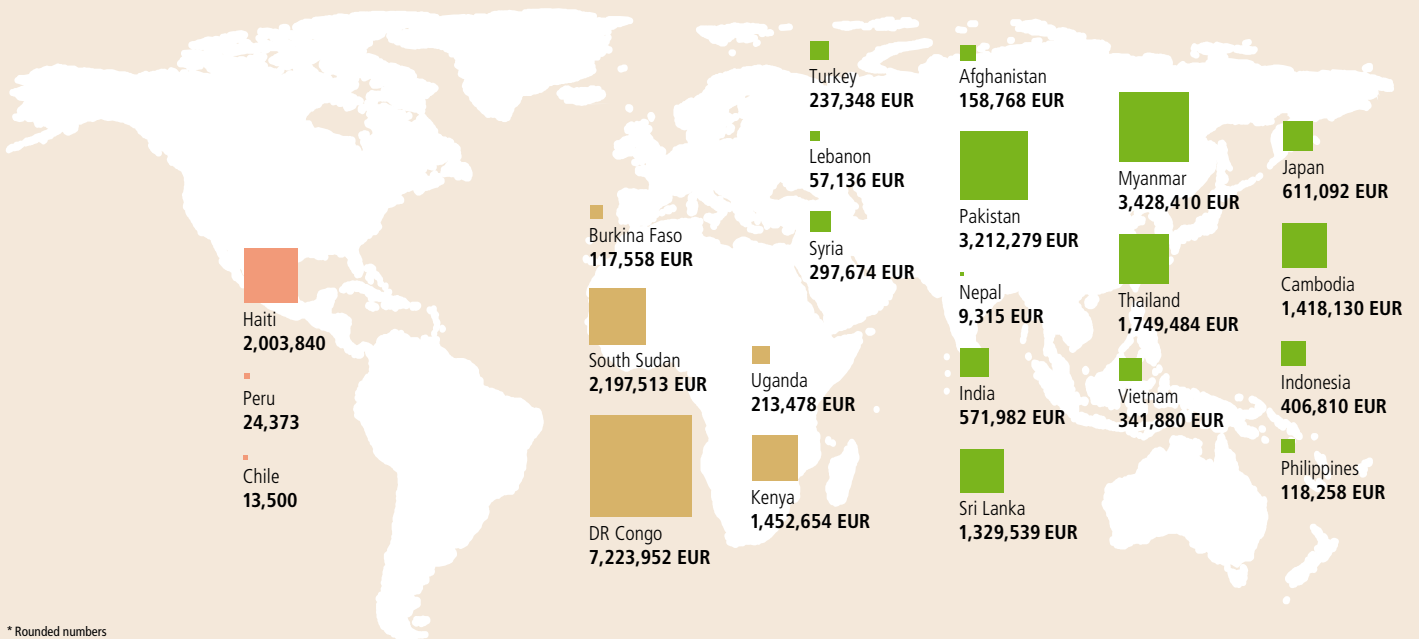 Haiti
2,003,840
Peru
24,373
Chile
13,500
Burkina Faso
117,558 EUR
South Sudan
2,197,513 EUR
DR Congo
7,223,952 EUR
Uganda
213,478 EUR
Kenya
1,452,654 EUR
Turkey
237,348 EUR
Lebanon
57,136 EUR
Syria
297,674 EUR
Afghanistan
158,768 EUR
Pakistan
3,212,279 EUR
Nepal
9,315 EUR
India
571,982 EUR
Sri Lanka
1,329,539 EUR
Myanmar
3,428,410 EUR
Thailand
1,749,484 EUR
Vietnam
341,880 EUR
Japan
611,092 EUR
Cambodia
1,418,130 EUR
Indonesia
406,810 EUR
Philippines
118,258 EUR
* Rounded numbers